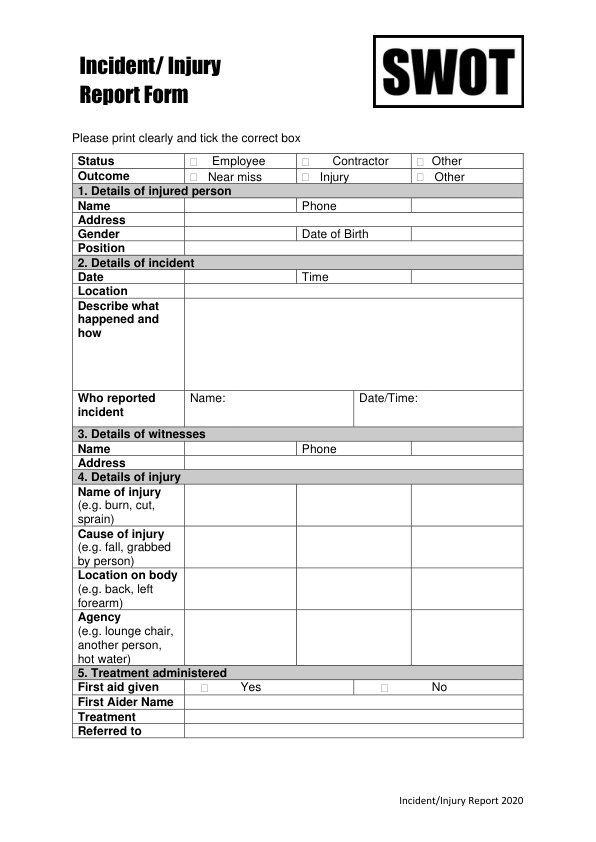 Incident/ Injury
Report Form
SWOT
Please print clearly and tick the correct box
Status ☐ Employee ☐ Contractor ☐ Other
Outcome ☐ Near miss ☐ Injury ☐ Other
1. Details of injured person
Name Phone
Address
Gender Date of Birth
Position
2. Details of incident
Date Time
Location
Describe what
happened and
how
Who reported
incident
Name: Date/Time:
3. Details of witnesses
Name Phone
Address
4. Details of injury
Name of injury
(e.g. burn, cut,
sprain)
Cause of injury
(e.g. fall, grabbed
by person)
Location on body
(e.g. back, left
forearm)
Agency
(e.g. lounge chair,
another person,
hot water)
5. Treatment administered
First aid given ☐ Yes ☐ No
First Aider Name
Treatment
Referred to
Incident/Injury Report 2020